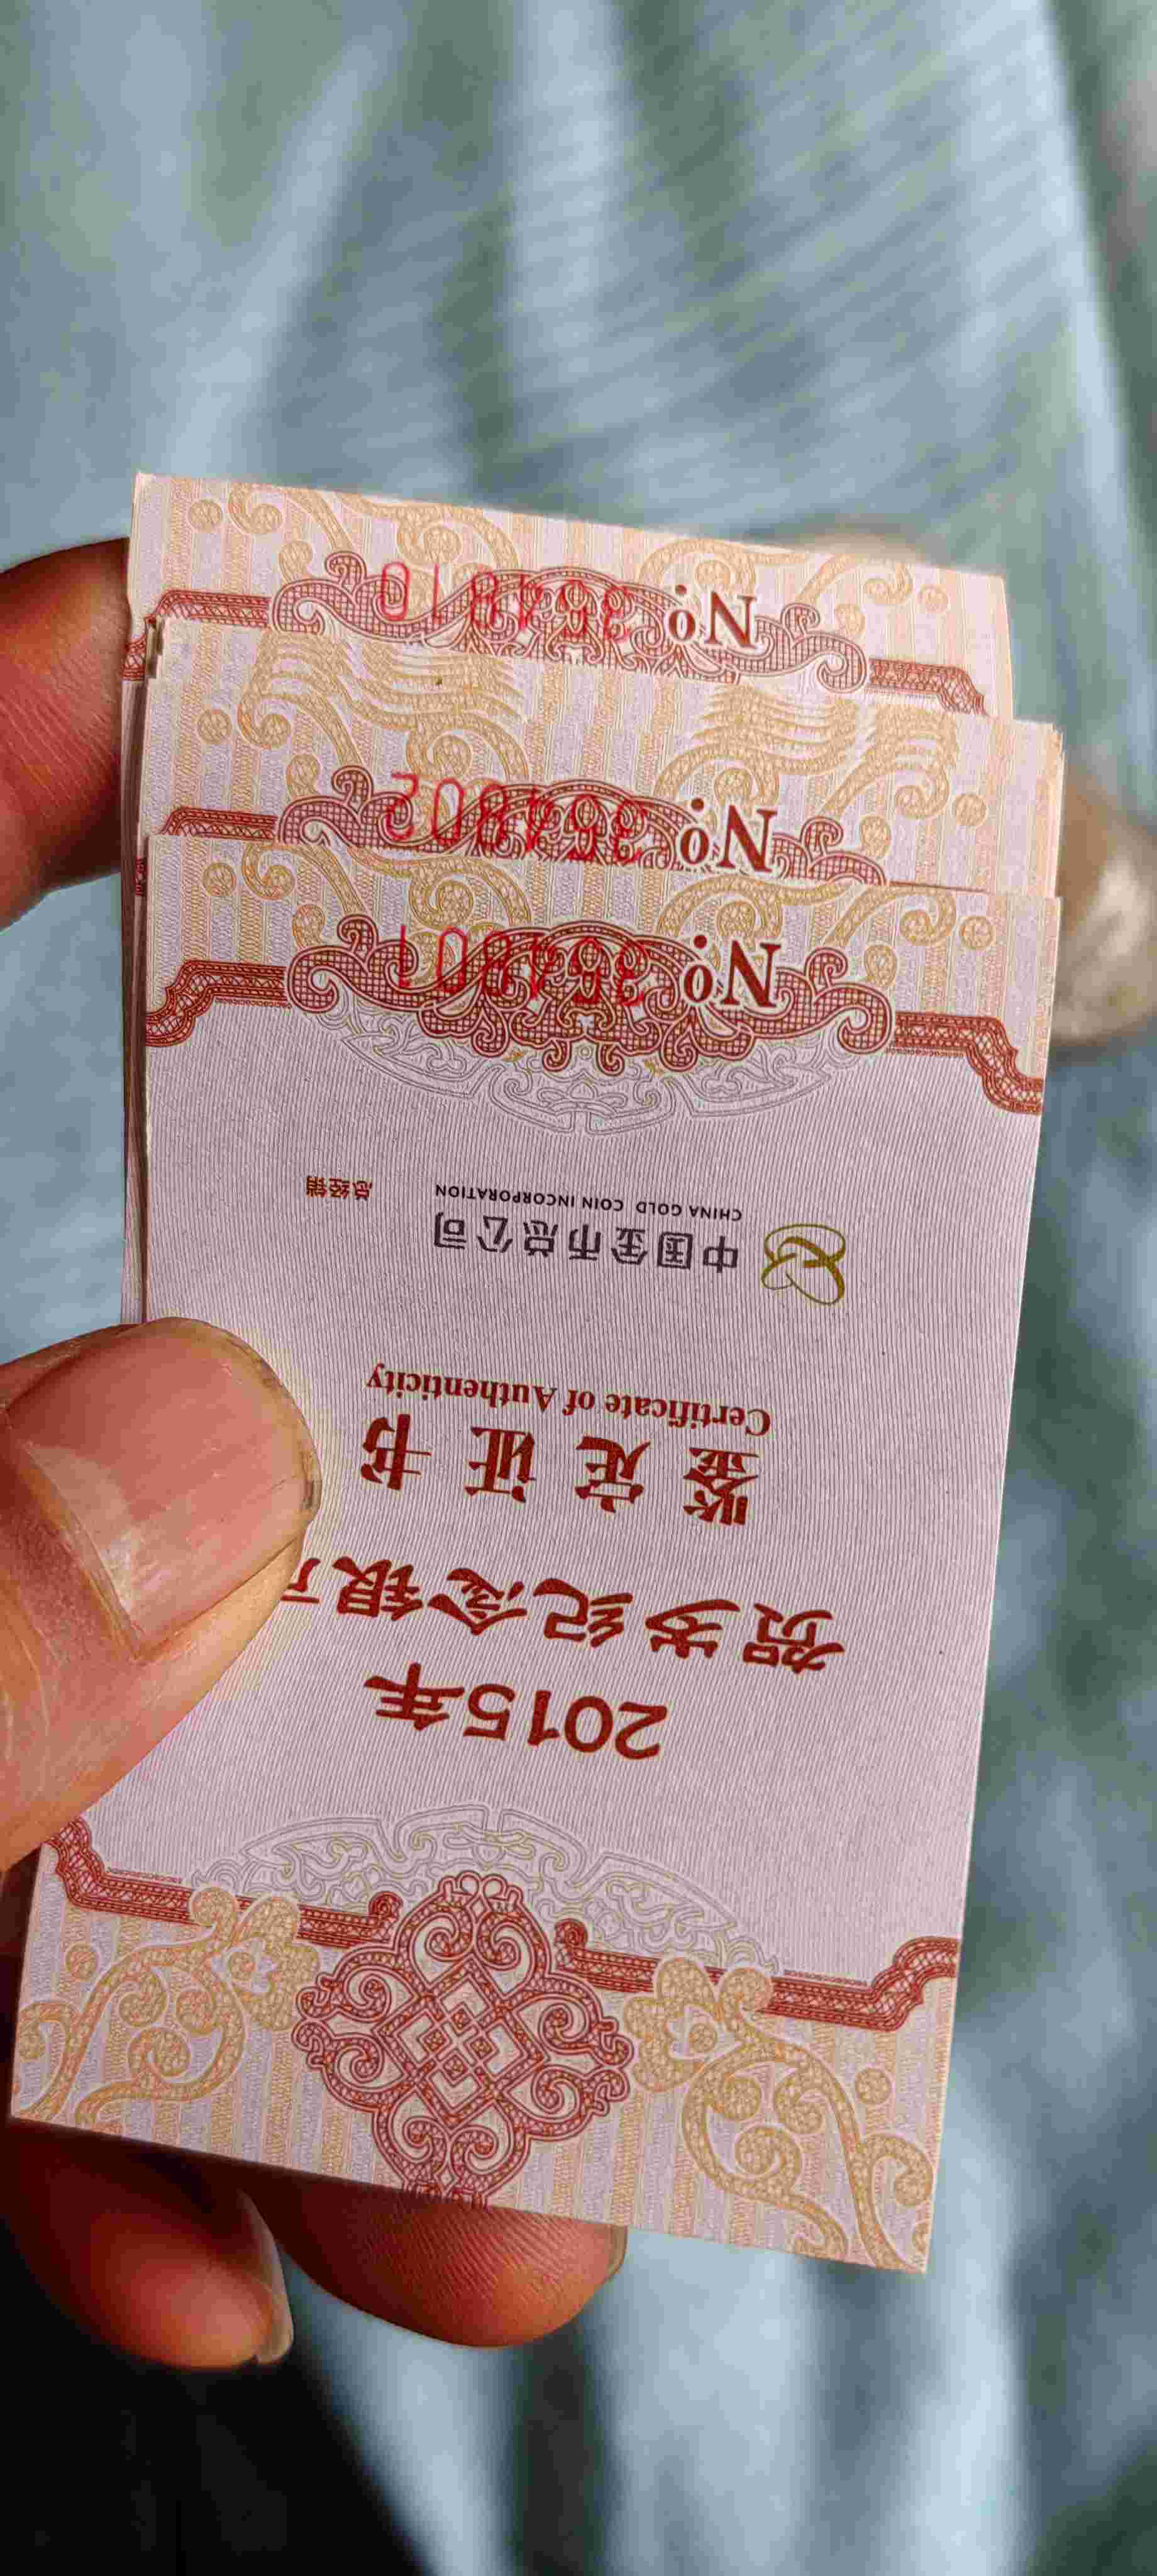 2015年
贺岁纪念银
鉴定证书
Certificate of Authenticity
中国金币总公司 总经销
CHINA GOLD COIN INCORPORATION
No 364801
No 364802
No 364810